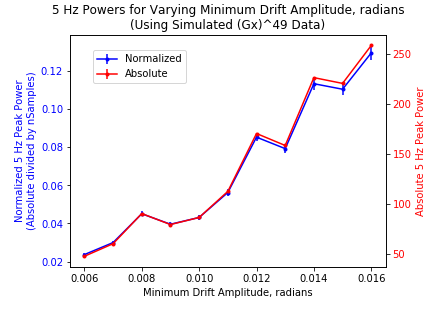 5 Hz Powers for Varying Minimum Drift Amplitude, radians
(Using Simulated (Gx)^49 Data)
Normalized
Absolute
Normalized 5 Hz Peak Power
(Absolute divided by nSamples)
0.12
0.10
0.08
0.06
0.04
0.02
250
200
150
100
50
Absolute 5 Hz Peak Power
0.006 0.008 0.010 0.012 0.014 0.016
Minimum Drift Amplitude, radians